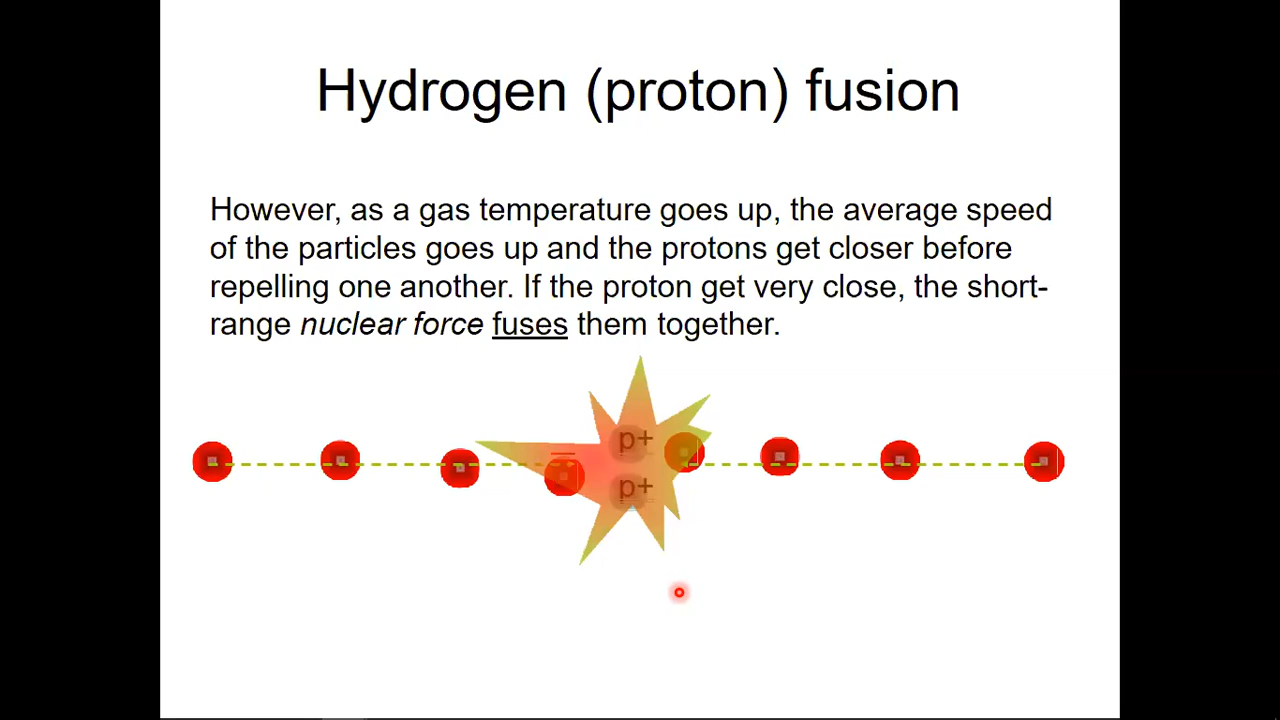 Hydrogen (proton) fusion
However, as a gas temperature goes up, the average speed
of the particles goes up and the protons get closer before
repelling one another. If the proton get very close, the short-
range nuclear force fuses them together.
p+
p+